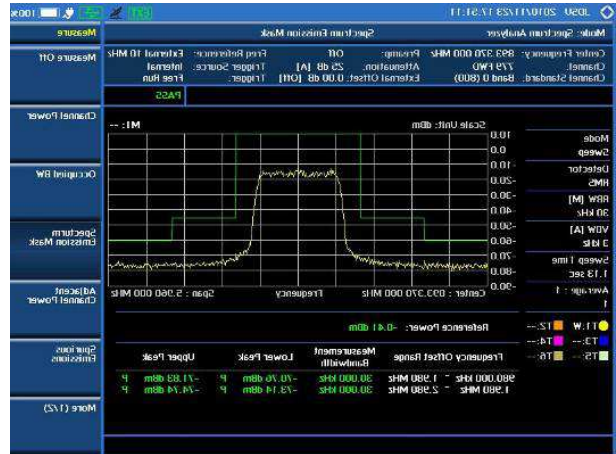 JDSU 2010/11/23 17:51:11
100%
Mode: Spectrum Analyzer
Spectrum Emission Mask
Measure
Center Frequency: 893.370 000 MHz
Preamp: Off
Freq Reference: External 10 MHz
Channel: 779 FWD
Attenuation: 25 dB [A]
Trigger Source: Internal
Channel Standard: Band 0 (800)
External Offset: 0.00 dB [Off]
Trigger: Free Run
PASS
Measure Off
Channel Power
Occupied BW
Specturm
Emission Mask
Adjacent
Channel Power
Spurious
Emissions
More (1/2)
Mode
Sweep
Detector
RMS
RBW [M]
30 kHz
VBW [A]
3 kHz
Sweep Time
1.13 sec
Average : 1
1
T1:W T2:--
T3:-- T4:--
T5:-- T6:--
Scale Unit: dBm
M1: --
10.0
0.0
-10.0
-20.0
-30.0
-40.0
-50.0
-60.0
-70.0
-80.0
-90.0
Center : 893.370 000 MHz
Frequency
Span : 5.960 000 MHz
Reference Power: -0.41 dBm
Frequency Offset Range
Measurement
Bandwidth
Lower Peak
Upper Peak
980.000 kHz ~ 1.980 MHz 30.000 kHz -70.76 dBm P -71.83 dBm P
1.980 MHz ~ 2.980 MHz 30.000 kHz -73.14 dBm P -74.74 dBm P